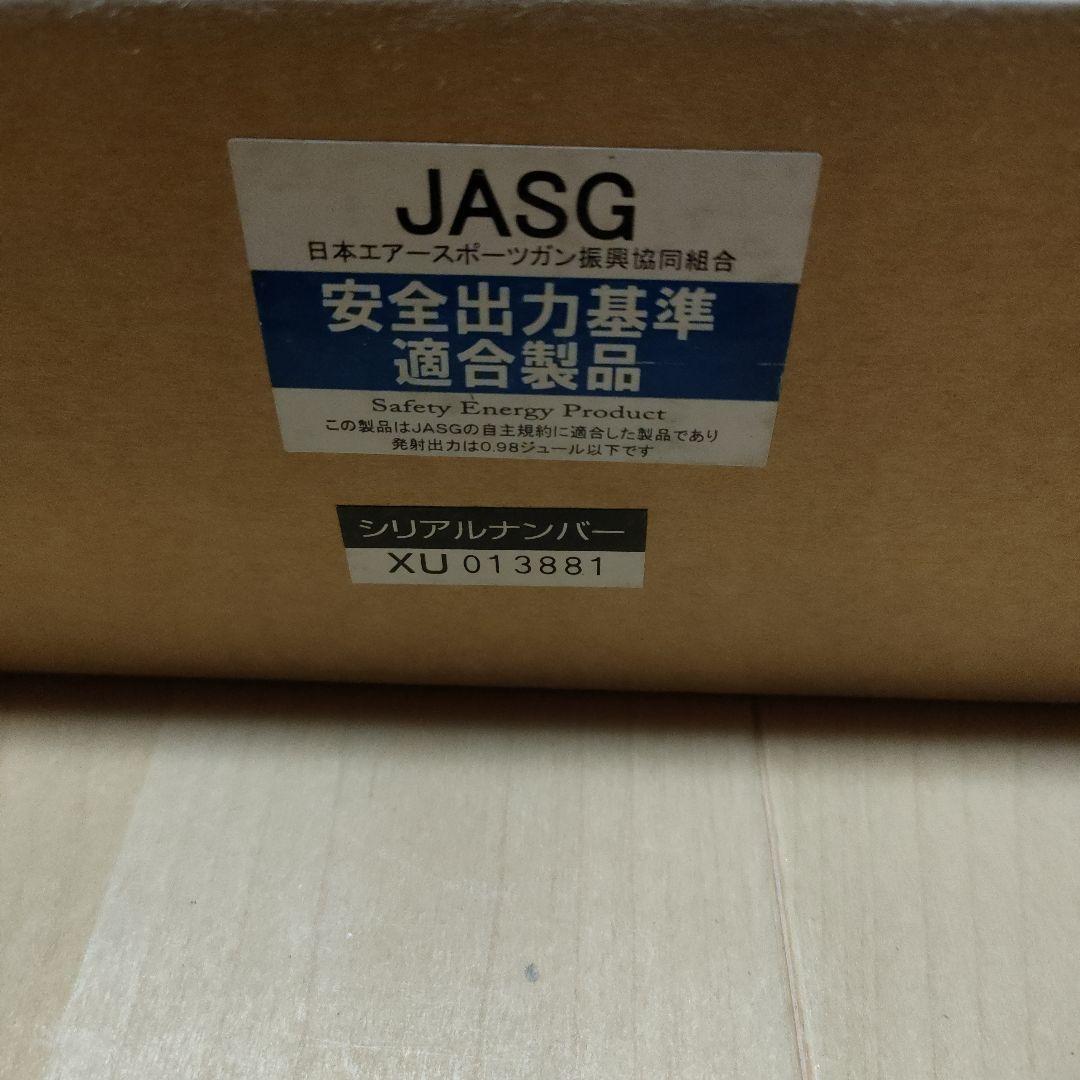 JASG
日本エアースポーツガン振興協同組合
安全出力基準
適合製品
Safety Energy Product
この製品はJASGの自主規約に適合した製品であり
発射出力は0.98ジュール以下です
シリアルナンバー
XU 013881